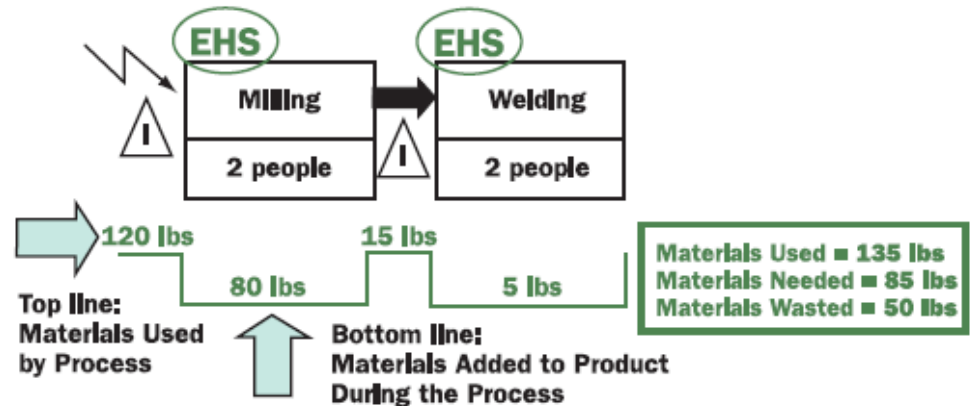 EHS
EHS
Milling
Welding
I
I
2 people
2 people
120 lbs
15 lbs
80 lbs
5 lbs
Materials Used = 135 lbs
Materials Needed = 85 lbs
Materials Wasted = 50 lbs
Top line:
Materials Used
by Process
Bottom line:
Materials Added to Product
During the Process